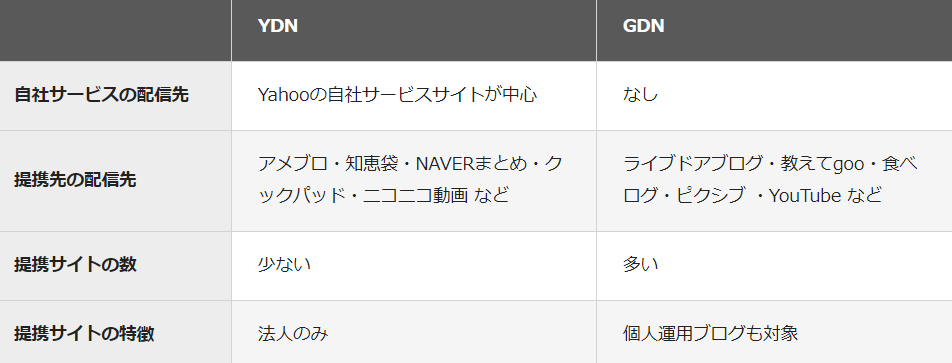 YDN GDN
自社サービスの配信先 Yahooの自社サービスサイトが中心 なし
提携先の配信先
アメブロ・知恵袋・NAVERまとめ・ク
ックパッド・ニコニコ動画 など
ライブドアブログ・教えてgoo・食べ
ログ・ピクシブ ・YouTube など
提携サイトの数 少ない 多い
提携サイトの特徴 法人のみ 個人運用ブログも対象